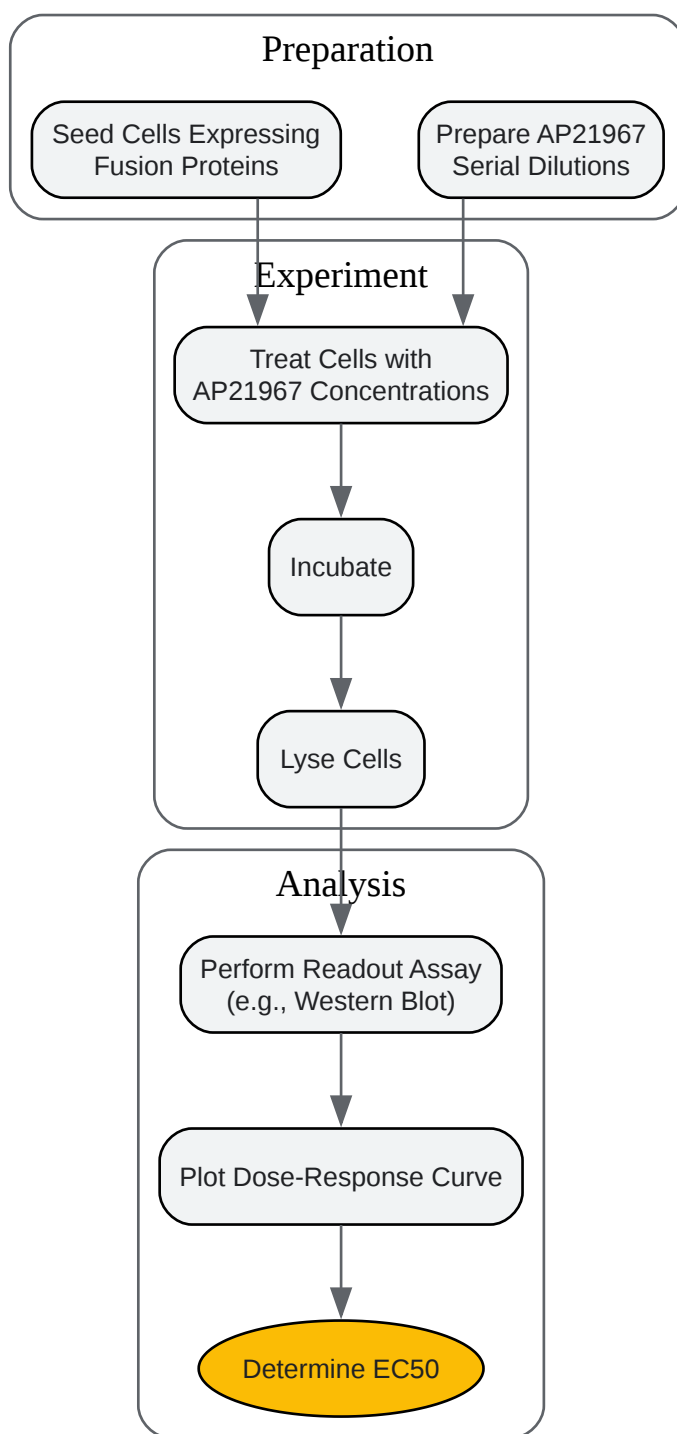 Preparation
Seed Cells Expressing
Fusion Proteins
Prepare AP21967
Serial Dilutions
Experiment
Treat Cells with
AP21967 Concentrations
Incubate
Lyse Cells
Analysis
Perform Readout Assay
(e.g., Western Blot)
Plot Dose-Response Curve
Determine EC50